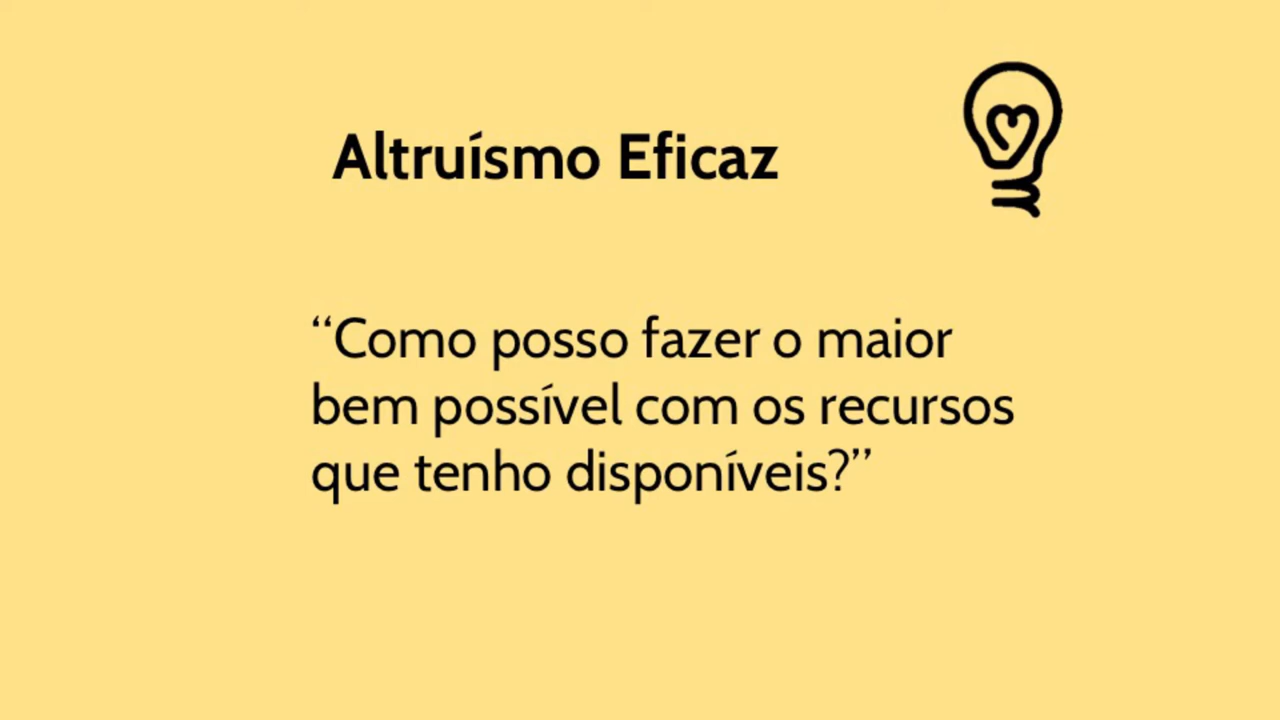 Altruísmo Eficaz
“Como posso fazer o maior
bem possível com os recursos
que tenho disponíveis?”